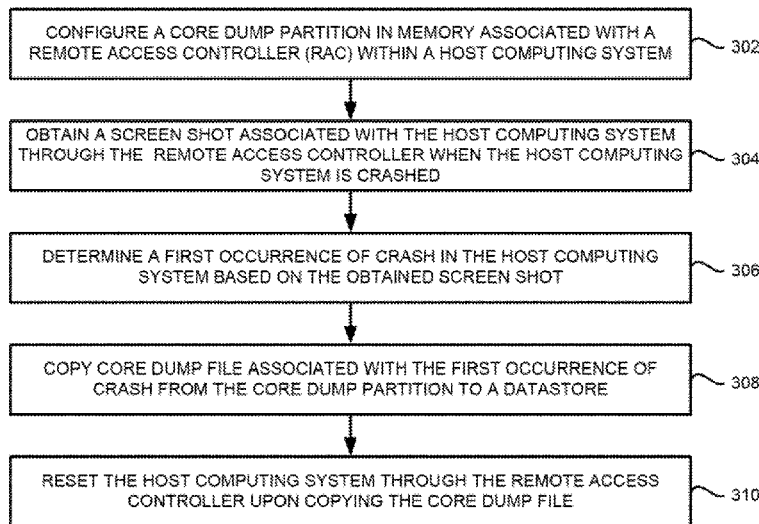 CONFIGURE A CORE DUMP PARTITION IN MEMORY ASSOCIATED WITH A
REMOTE ACCESS CONTROLLER (RAC) WITHIN A HOST COMPUTING SYSTEM
302
OBTAIN A SCREEN SHOT ASSOCIATED WITH THE HOST COMPUTING SYSTEM
THROUGH THE REMOTE ACCESS CONTROLLER WHEN THE HOST COMPUTING
SYSTEM IS CRASHED
304
DETERMINE A FIRST OCCURRENCE OF CRASH IN THE HOST COMPUTING
SYSTEM BASED ON THE OBTAINED SCREEN SHOT
306
COPY CORE DUMP FILE ASSOCIATED WITH THE FIRST OCCURRENCE OF
CRASH FROM THE CORE DUMP PARTITION TO A DATASTORE
308
RESET THE HOST COMPUTING SYSTEM THROUGH THE REMOTE ACCESS
CONTROLLER UPON COPYING THE CORE DUMP FILE
310